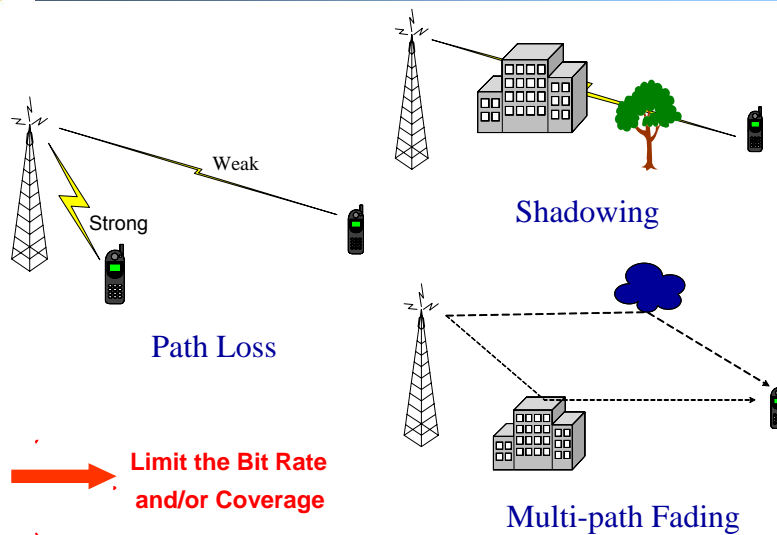 Weak
Strong
Path Loss
Shadowing
Limit the Bit Rate
and/or Coverage
Multi-path Fading